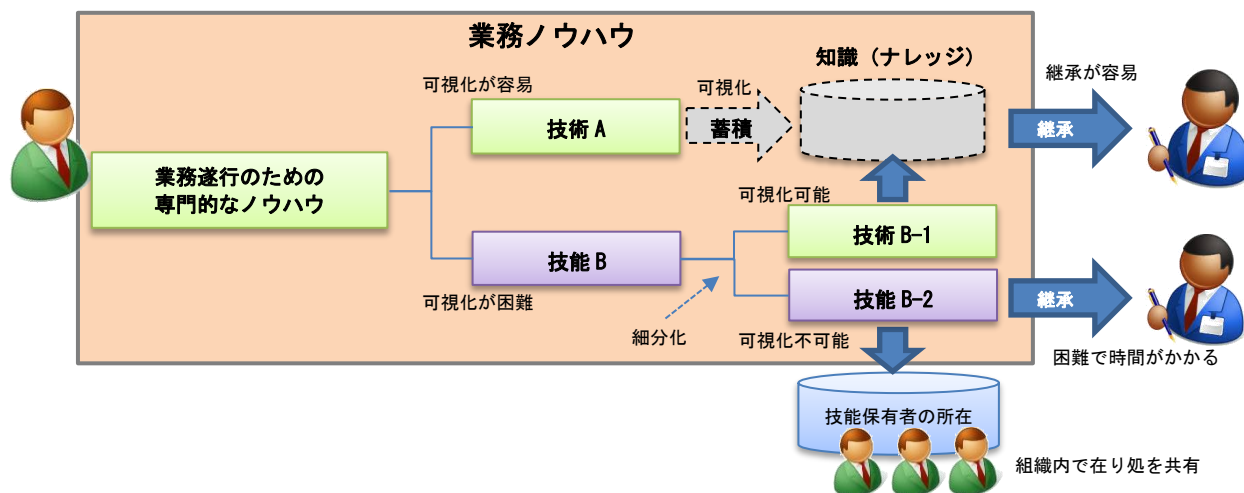 業務ノウハウ
知識（ナレッジ）
継承が容易
可視化が容易
可視化
技術 A
蓄積
継承
業務遂行のための
専門的なノウハウ
可視化可能
技術 B-1
技能 B
技能 B-2
継承
可視化が困難
細分化
可視化不可能
困難で時間がかかる
技能保有者の所在
組織内で在り処を共有